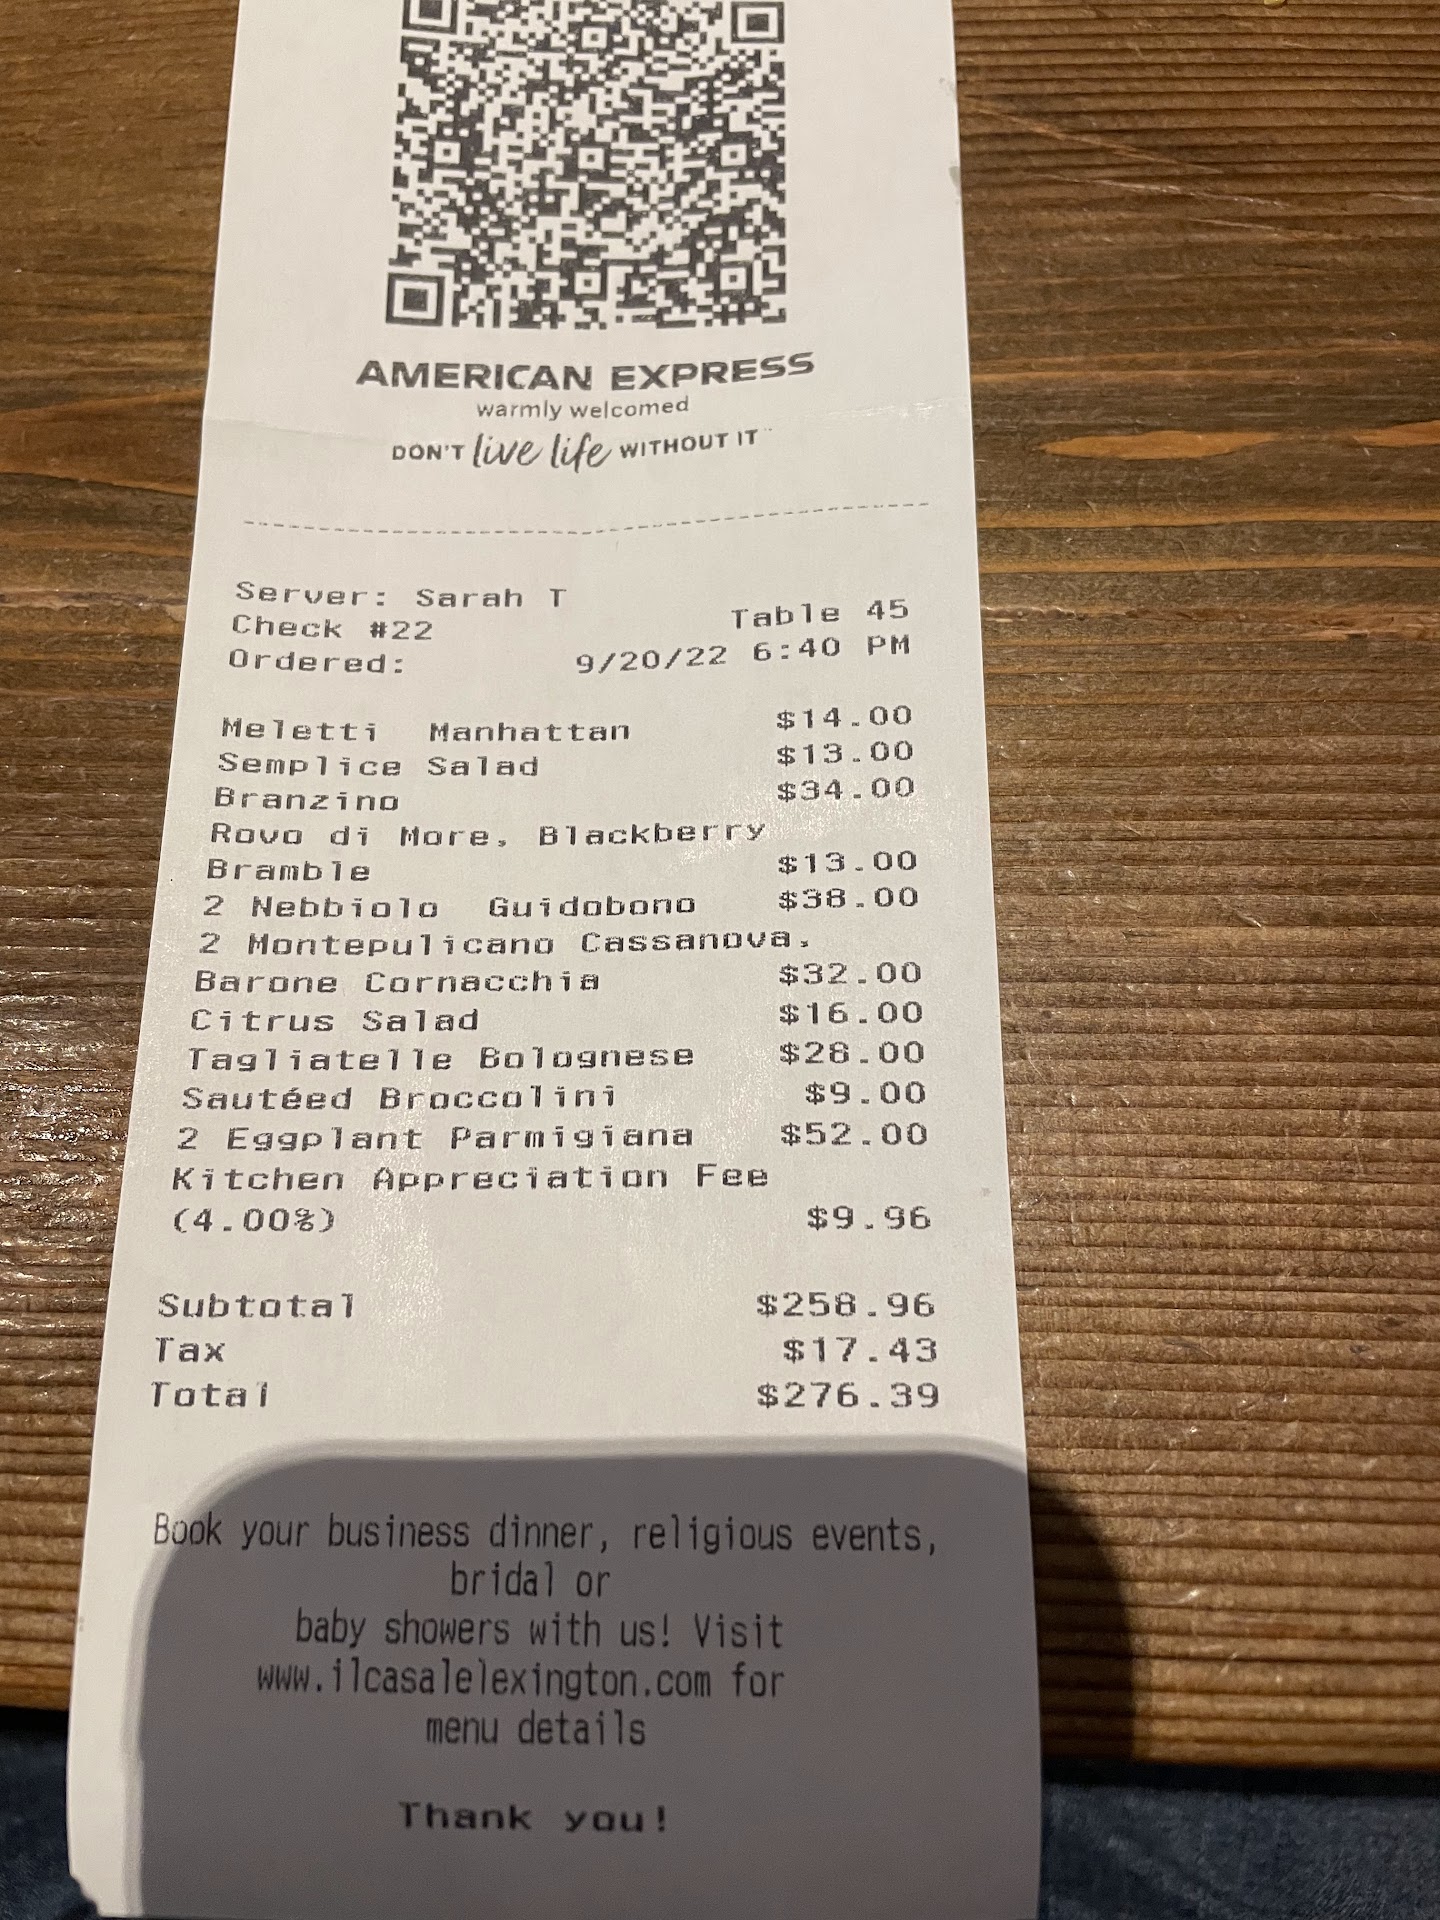 AMERICAN EXPRESS
warmly welcomed
DON'T live life WITHOUT IT™
Server: Sarah T
Check #22 Table 45
Ordered: 9/20/22 6:40 PM
Meletti Manhattan $14.00
Semplice Salad $13.00
Branzino $34.00
Rovo di More, Blackberry
Bramble $13.00
2 Nebbiolo Guidobono $38.00
2 Montepulicano Cassanova,
Barone Cornacchia $32.00
Citrus Salad $16.00
Tagliatelle Bolognese $28.00
Sautéed Broccolini $9.00
2 Eggplant Parmigiana $52.00
Kitchen Appreciation Fee
(4.00%) $9.96
Subtotal $258.96
Tax $17.43
Total $276.39
Book your business dinner, religious events,
bridal or
baby showers with us! Visit
www.ilcasalelexington.com for
menu details
Thank you!